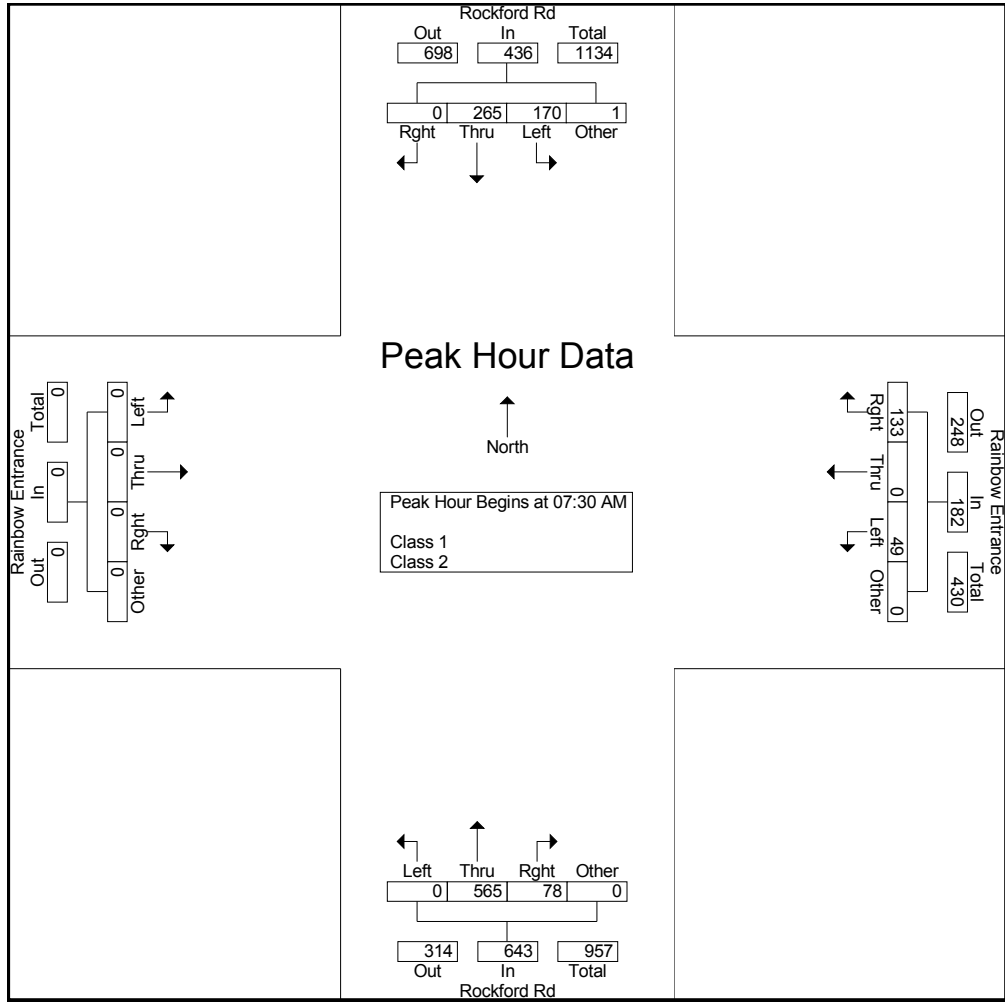 Rockford Rd
Out In Total
698 436 1134
0 265 170 1
Rght Thru Left Other
Peak Hour Data
North
Peak Hour Begins at 07:30 AM
Class 1
Class 2
Rainbow Entrance
Total In Out
0 0 0
0 0 0 0
Left Thru Rght Other
Rainbow Entrance
Out In Total
248 182 430
133 0 49 0
Rght Thru Left Other
Left Thru Rght Other
0 565 78 0
314 643 957
Out In Total
Rockford Rd